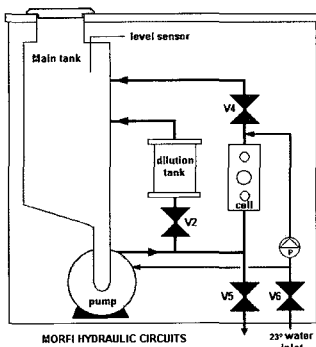 level sensor
Main tank
V4
dilution
tank
cell
V2
P
pump
V5
V6
MORFI HYDRAULIC CIRCUITS
23° water
inlet